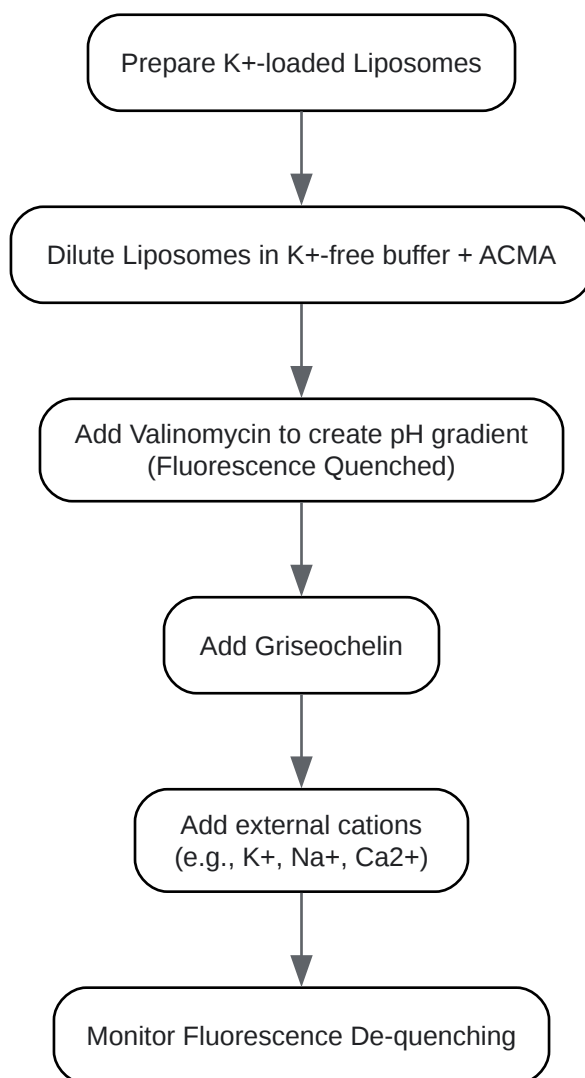 Prepare K+-loaded Liposomes
Dilute Liposomes in K+-free buffer + ACMA
Add Valinomycin to create pH gradient
(Fluorescence Quenched)
Add Griseochelin
Add external cations
(e.g., K+, Na+, Ca2+)
Monitor Fluorescence De-quenching